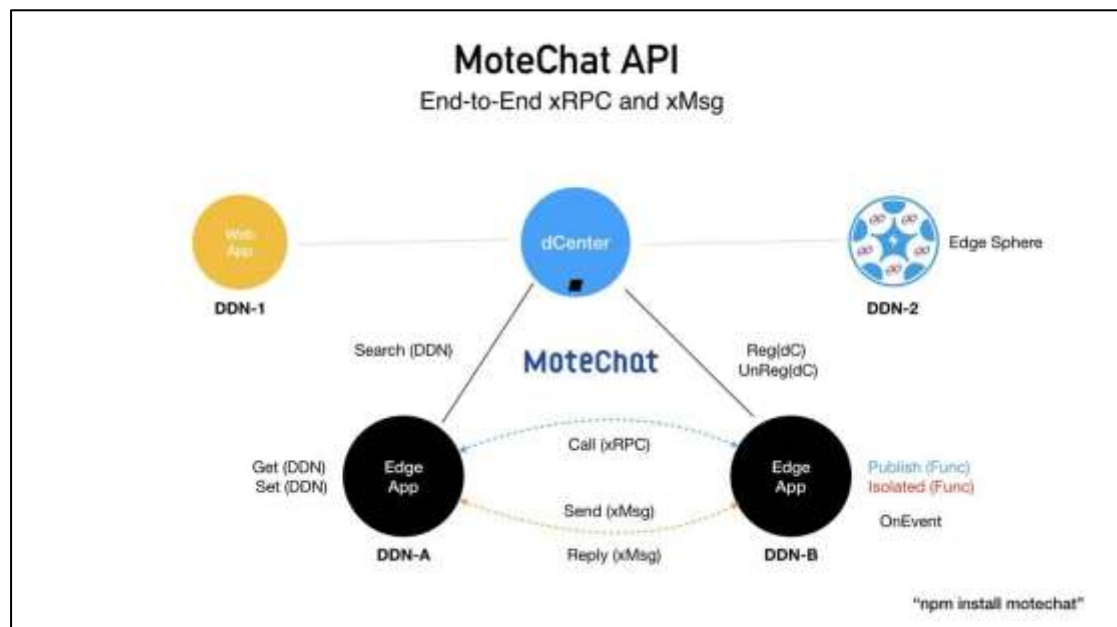 MoteChat API
End-to-End xRPC and xMsg
Web
App
dCenter
Edge Sphere
DDN-1
DDN-2
Search (DDN)
MoteChat
Reg(dC)
UnReg(dC)
Call (xRPC)
Get (DDN)
Set (DDN)
Edge
App
Edge
App
Publish (Func)
Isolated (Func)
Send (xMsg)
OnEvent
DDN-A
Reply (xMsg)
DDN-B
"npm install motechat"